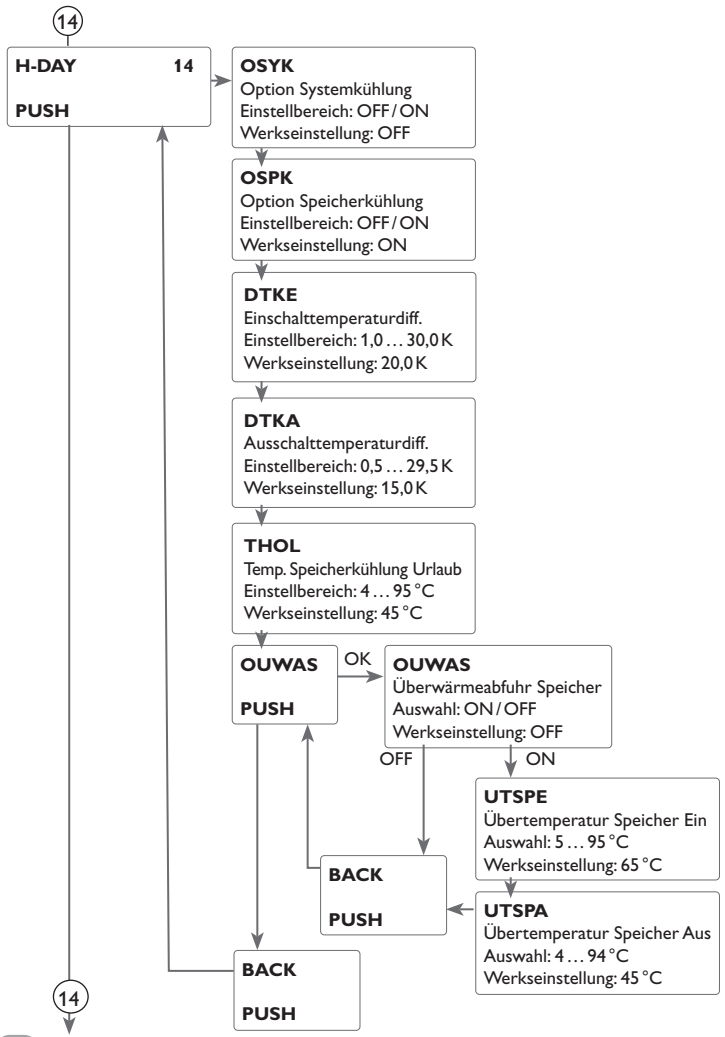 14
H-DAY 14
PUSH
OSYK
Option Systemkühlung
Einstellbereich: OFF / ON
Werkseinstellung: OFF
OSPK
Option Speicherkühlung
Einstellbereich: OFF / ON
Werkseinstellung: ON
DTKE
Einschalttemperaturdiff.
Einstellbereich: 1,0 … 30,0 K
Werkseinstellung: 20,0 K
DTKA
Ausschalttemperaturdiff.
Einstellbereich: 0,5 … 29,5 K
Werkseinstellung: 15,0 K
THOL
Temp. Speicherkühlung Urlaub
Einstellbereich: 4 … 95 °C
Werkseinstellung: 45 °C
OUWAS
PUSH
OK
OUWAS
Überwärmeabfuhr Speicher
Auswahl: ON / OFF
Werkseinstellung: OFF
OFF
ON
UTSPE
Übertemperatur Speicher Ein
Auswahl: 5 … 95 °C
Werkseinstellung: 65 °C
UTSPA
Übertemperatur Speicher Aus
Auswahl: 4 … 94 °C
Werkseinstellung: 45 °C
BACK
PUSH
BACK
PUSH
14